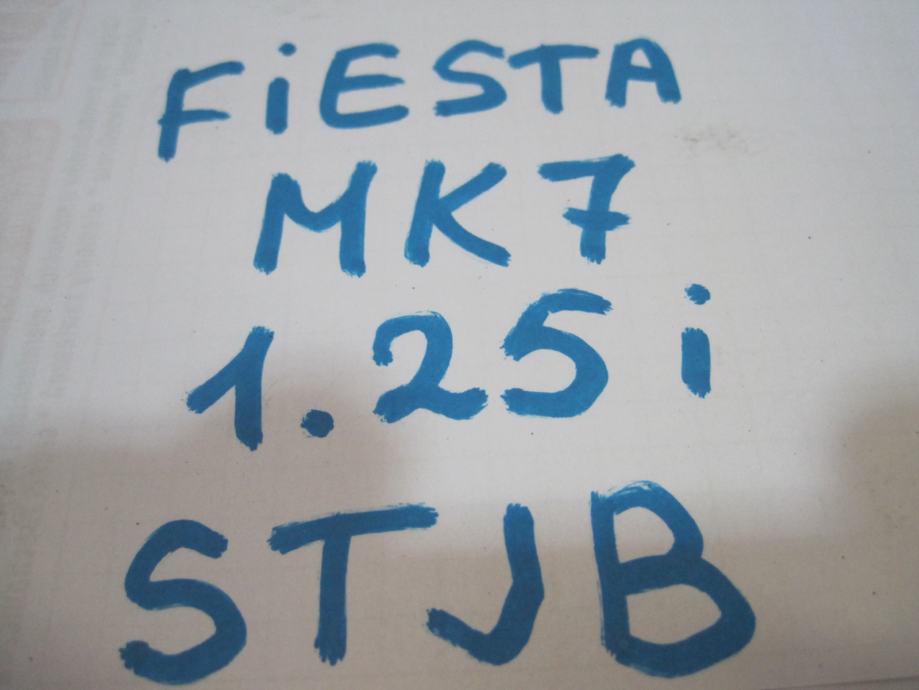 FiESTA
MK7
1.25i
STJB